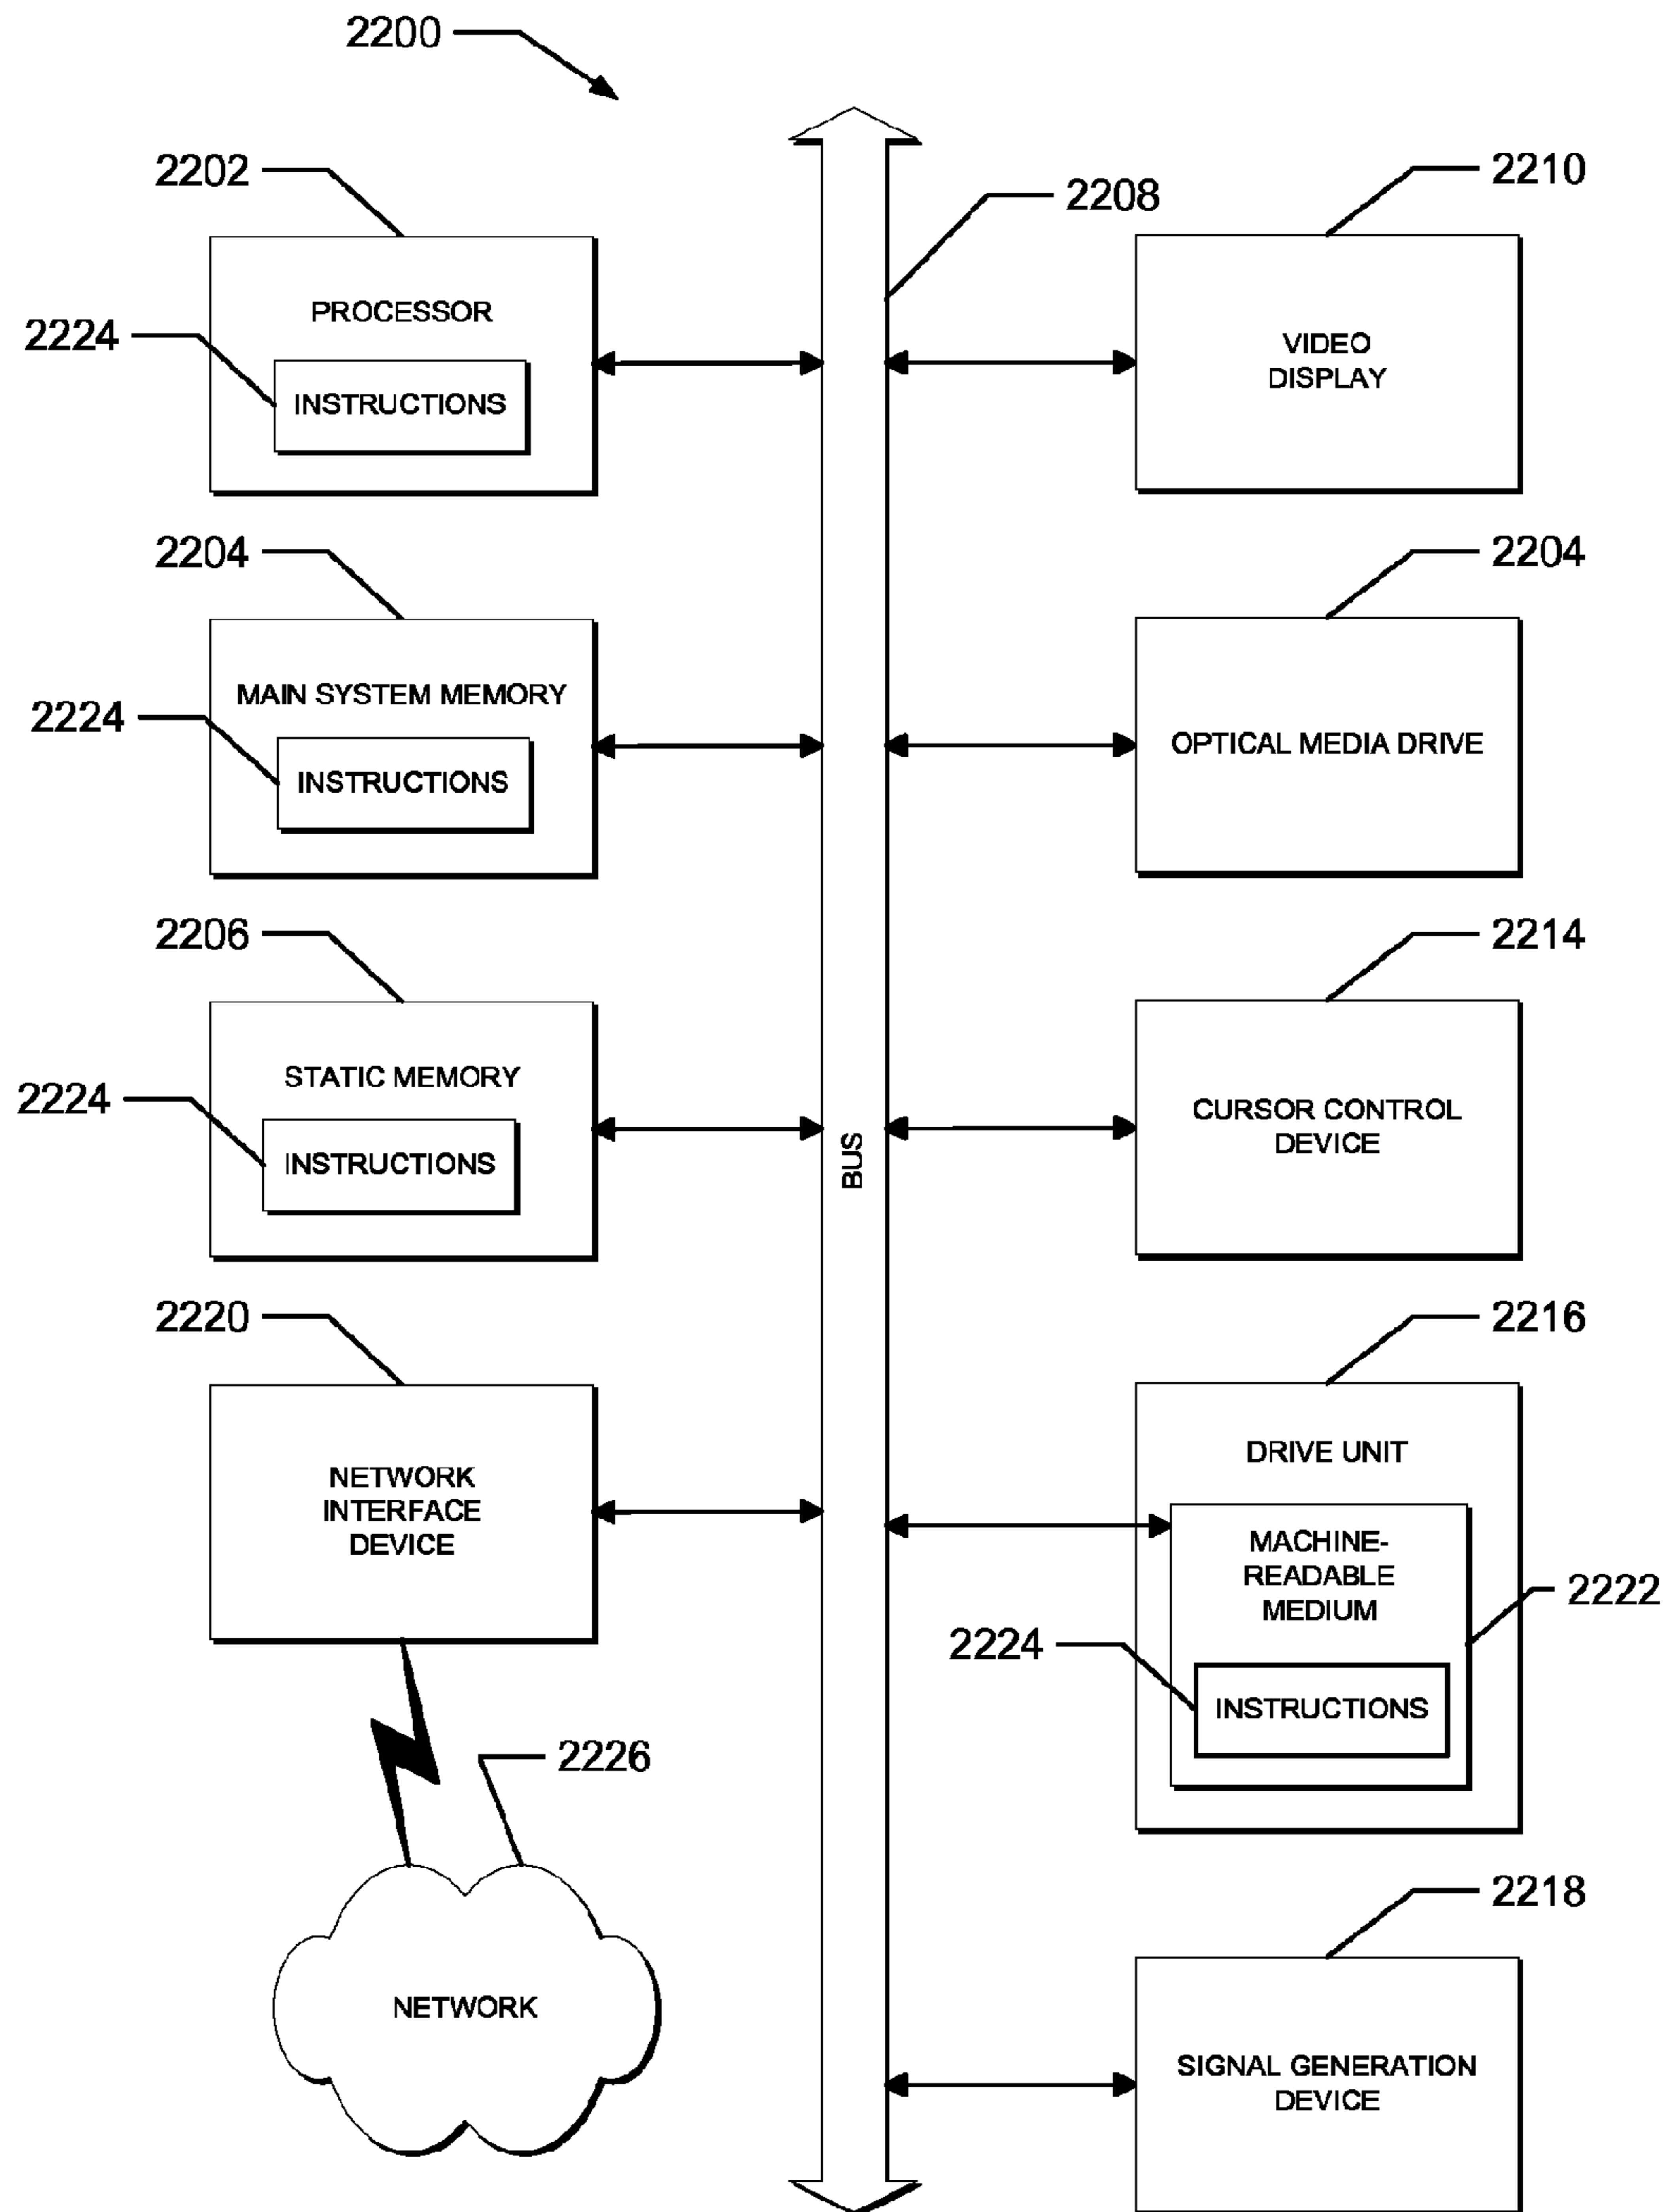 2200
2202
PROCESSOR
2224
INSTRUCTIONS
2204
MAIN SYSTEM MEMORY
2224
INSTRUCTIONS
2206
STATIC MEMORY
2224
INSTRUCTIONS
2220
NETWORK
INTERFACE
DEVICE
2226
NETWORK
2208
BUS
2210
VIDEO
DISPLAY
2204
OPTICAL MEDIA DRIVE
2214
CURSOR CONTROL
DEVICE
2216
DRIVE UNIT
MACHINE-
READABLE
MEDIUM
2222
2224
INSTRUCTIONS
2218
SIGNAL GENERATION
DEVICE